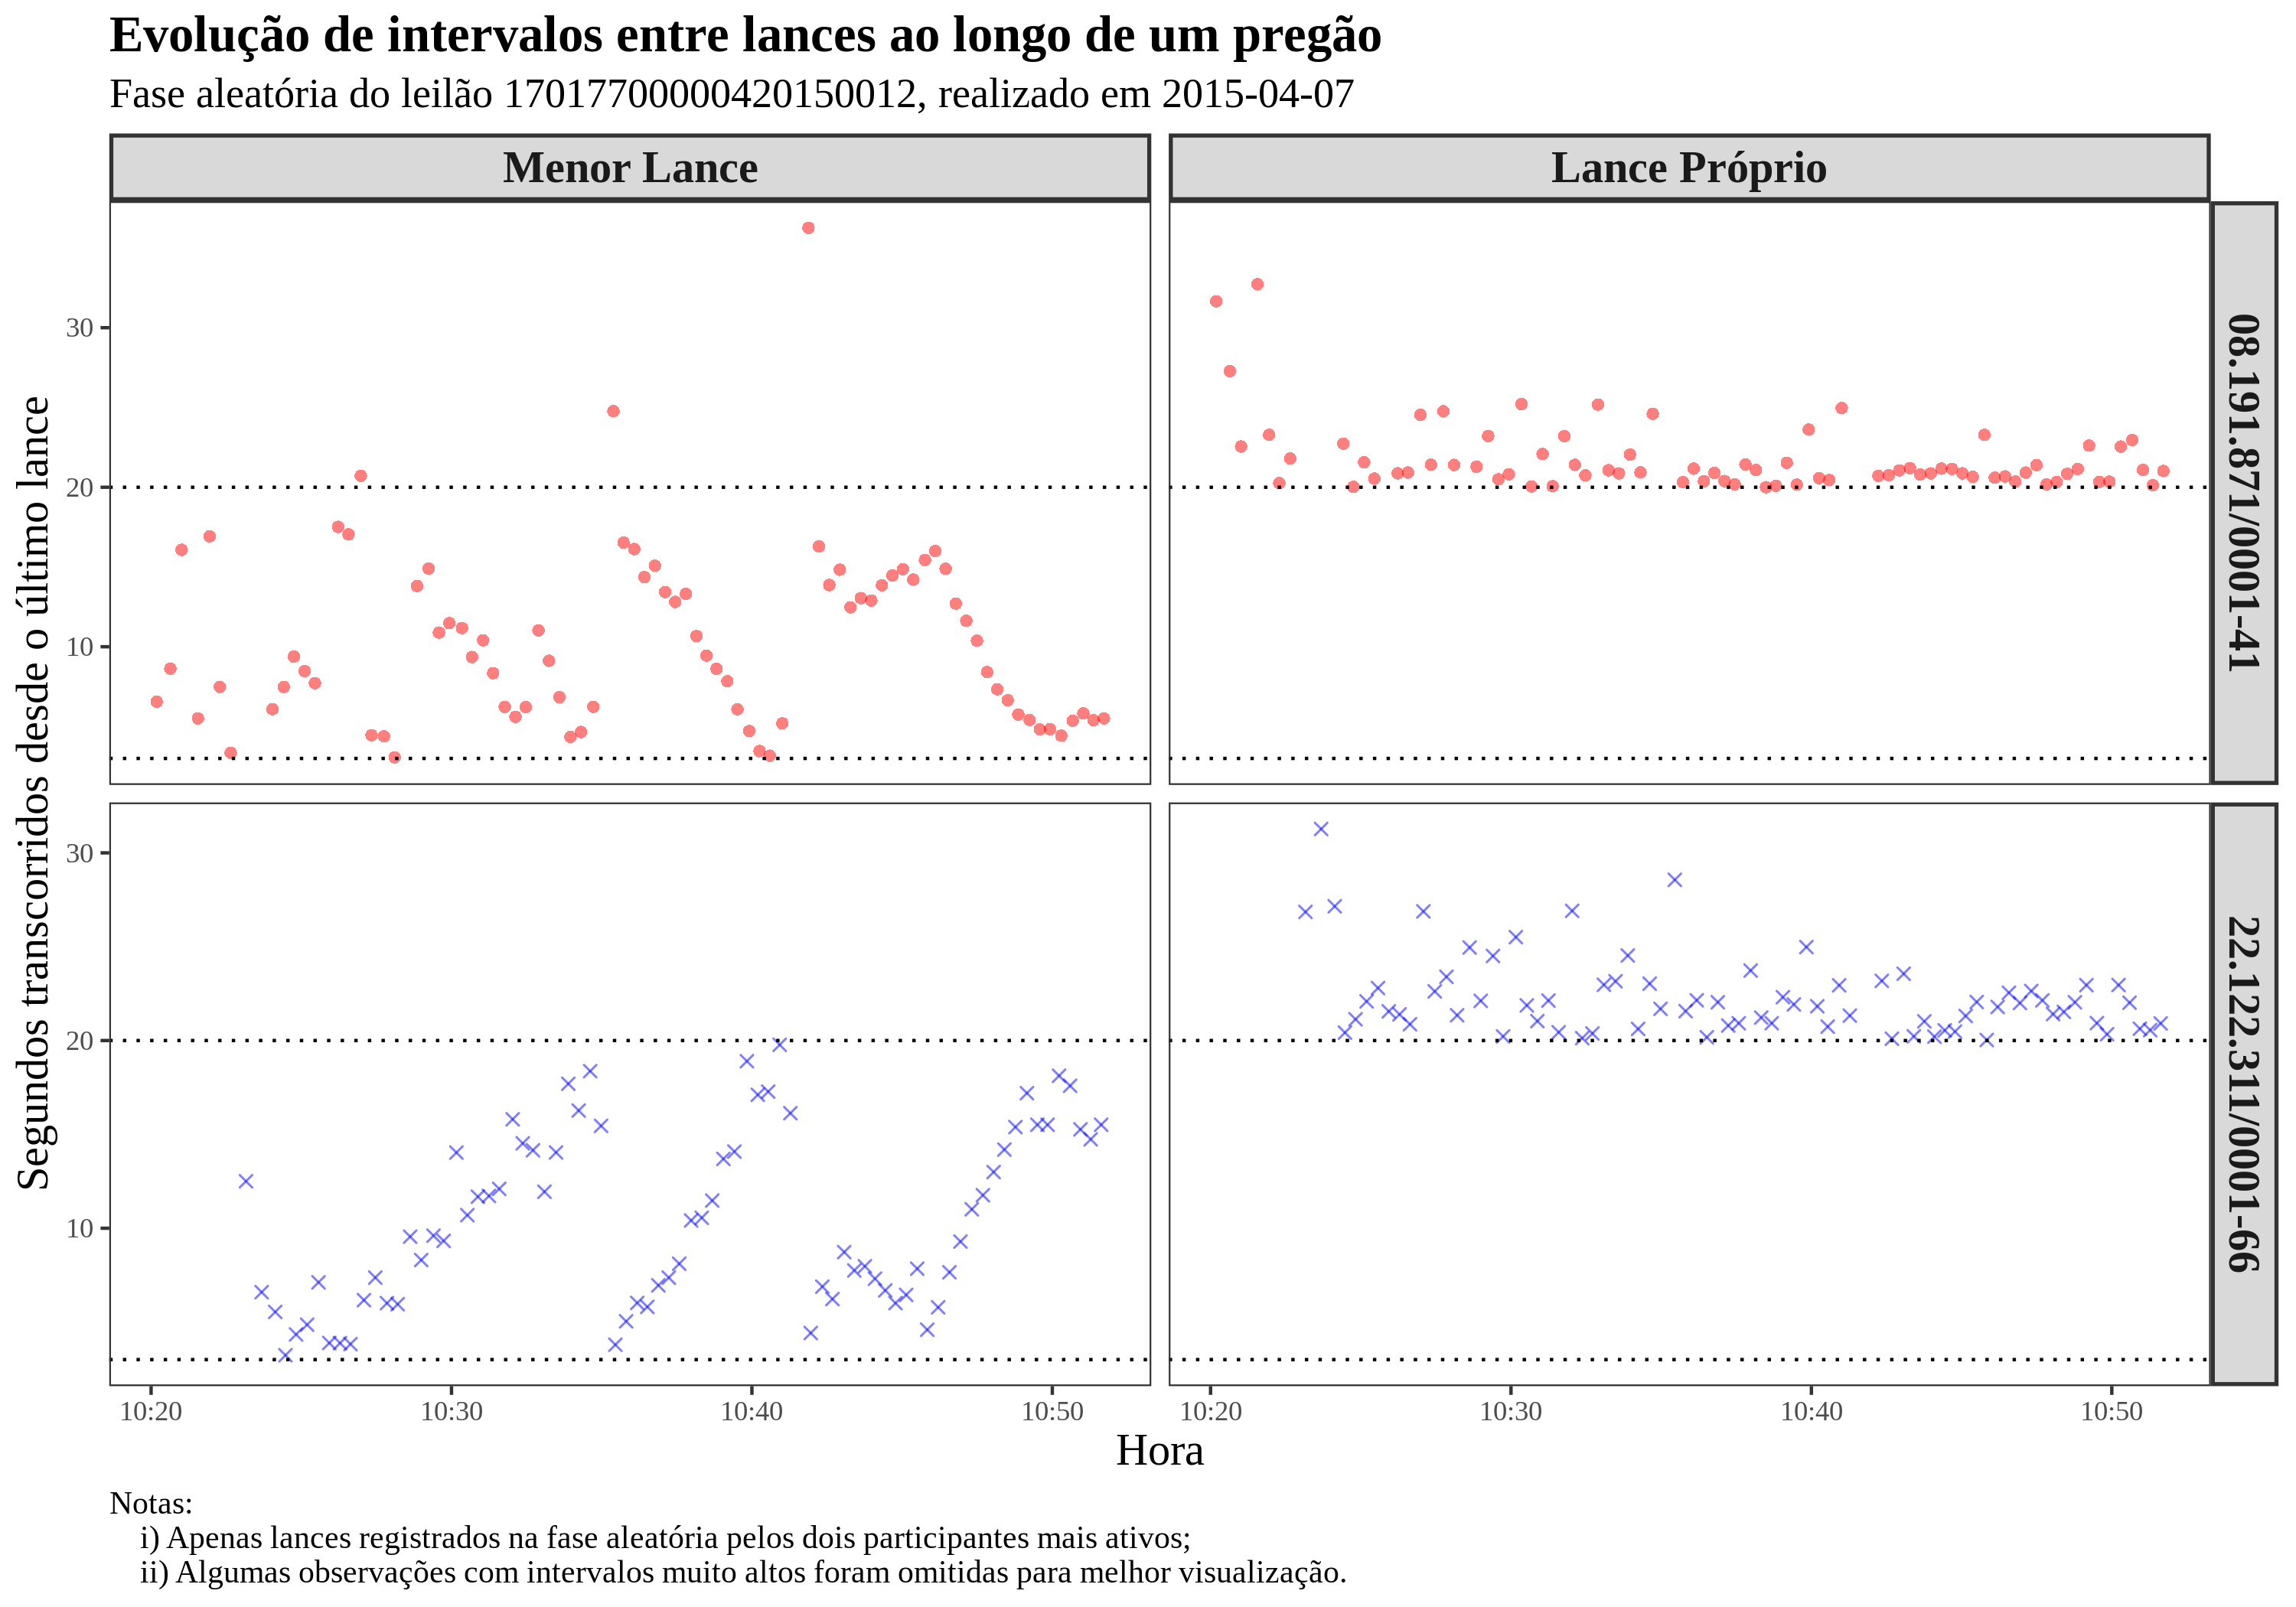 Evolução de intervalos entre lances ao longo de um pregão
Fase aleatória do leilão 17017700000420150012, realizado em 2015-04-07
Menor Lance
Lance Próprio
Segundos transcorridos desde o último lance
30
20
10
08.191.871/0001-41
30
20
10
22.122.311/0001-66
10:20 10:30 10:40 10:50 10:20 10:30 10:40 10:50
Hora
Notas:
i) Apenas lances registrados na fase aleatória pelos dois participantes mais ativos;
ii) Algumas observações com intervalos muito altos foram omitidas para melhor visualização.